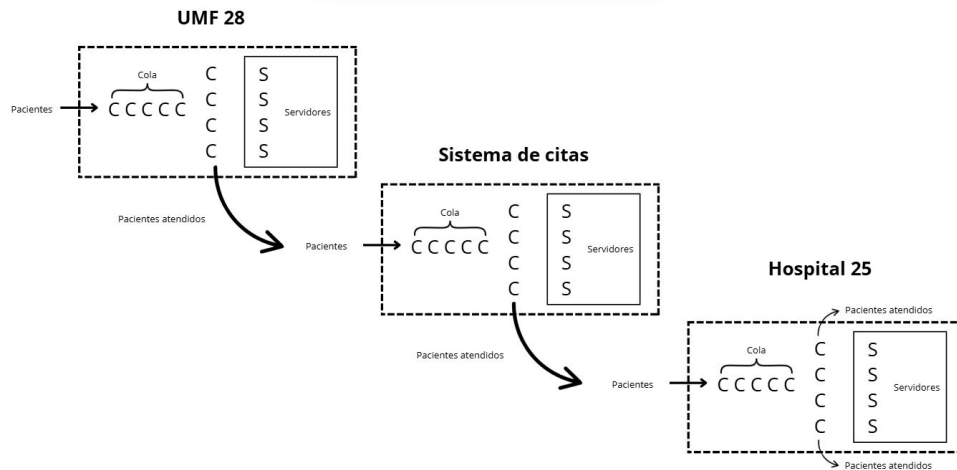 UMF 28
Cola
Pacientes
C C C C C
C
C
C
C
S
S
S
S
Servidores
Pacientes atendidos
Sistema de citas
Cola
Pacientes
C C C C C
C
C
C
C
S
S
S
S
Servidores
Pacientes atendidos
Hospital 25
Pacientes atendidos
Cola
Pacientes
C C C C C
C
C
C
C
S
S
S
S
Servidores
Pacientes atendidos